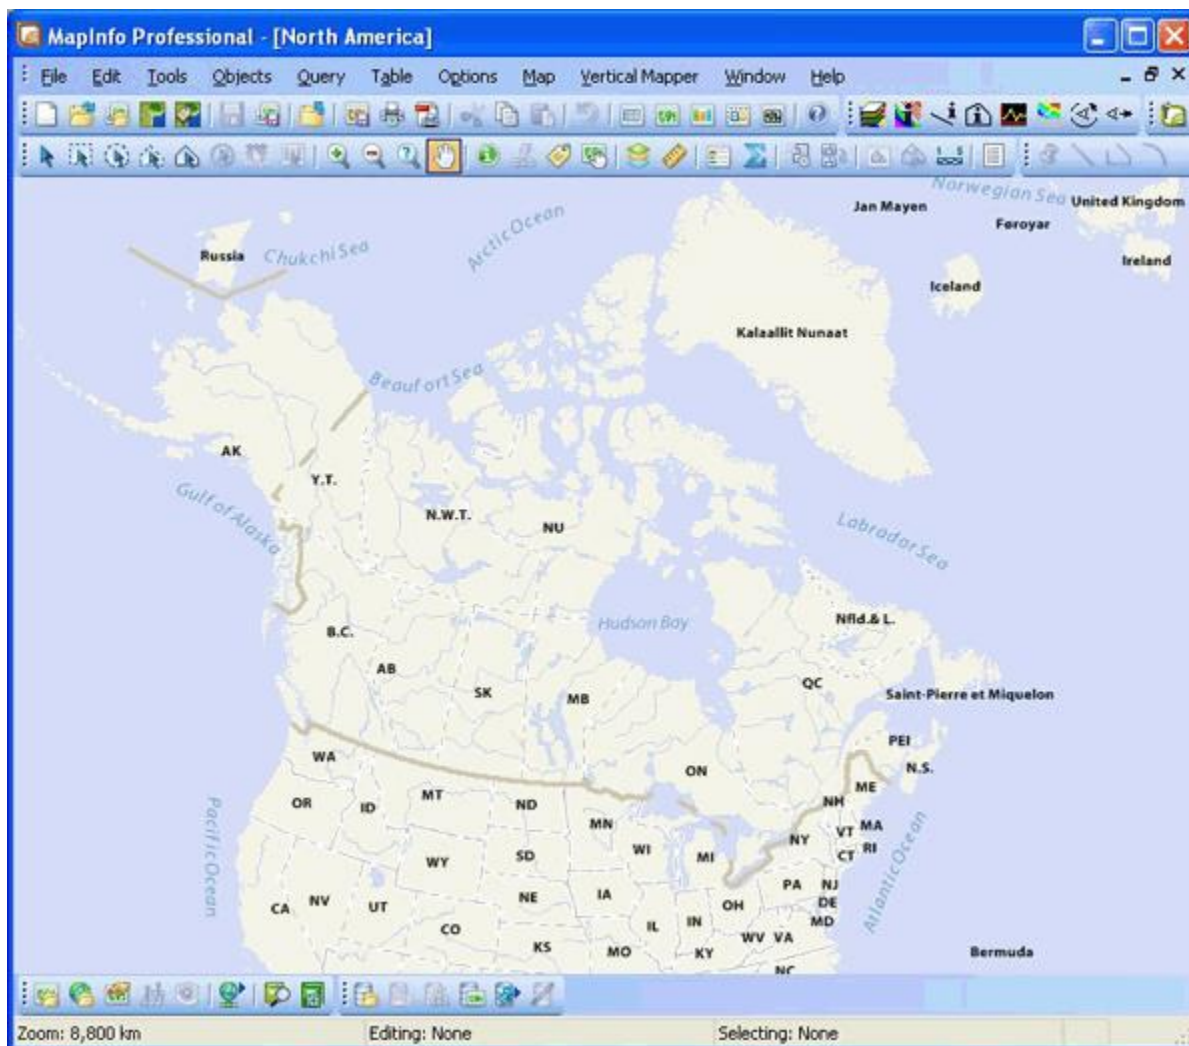 MapInfo Professional - [North America]
File Edit Tools Objects Query Table Options Map Vertical Mapper Window Help
Norwegian Sea
United Kingdom
Jan Mayen
Føroyar
Arctic Ocean
Russia
Chukchi Sea
Ireland
Iceland
Kalaallit Nunaat
Beaufort Sea
AK
Y.T.
Gulf of Alaska
N.W.T.
NU
Labrador Sea
Hudson Bay
Nfld.& L.
B.C.
AB
SK
MB
QC
Saint-Pierre et Miquelon
PEI
N.S.
WA
ON
ME
OR
ID
MT
ND
NH
MN
VT
MA
NY
RI
WI
CT
MI
SD
WY
Pacific Ocean
Atlantic Ocean
PA
NJ
NE
IA
DE
CA
NV
UT
OH
MD
IN
IL
CO
WV
VA
KS
MO
KY
Bermuda
NC
Zoom: 8,800 km
Editing: None
Selecting: None